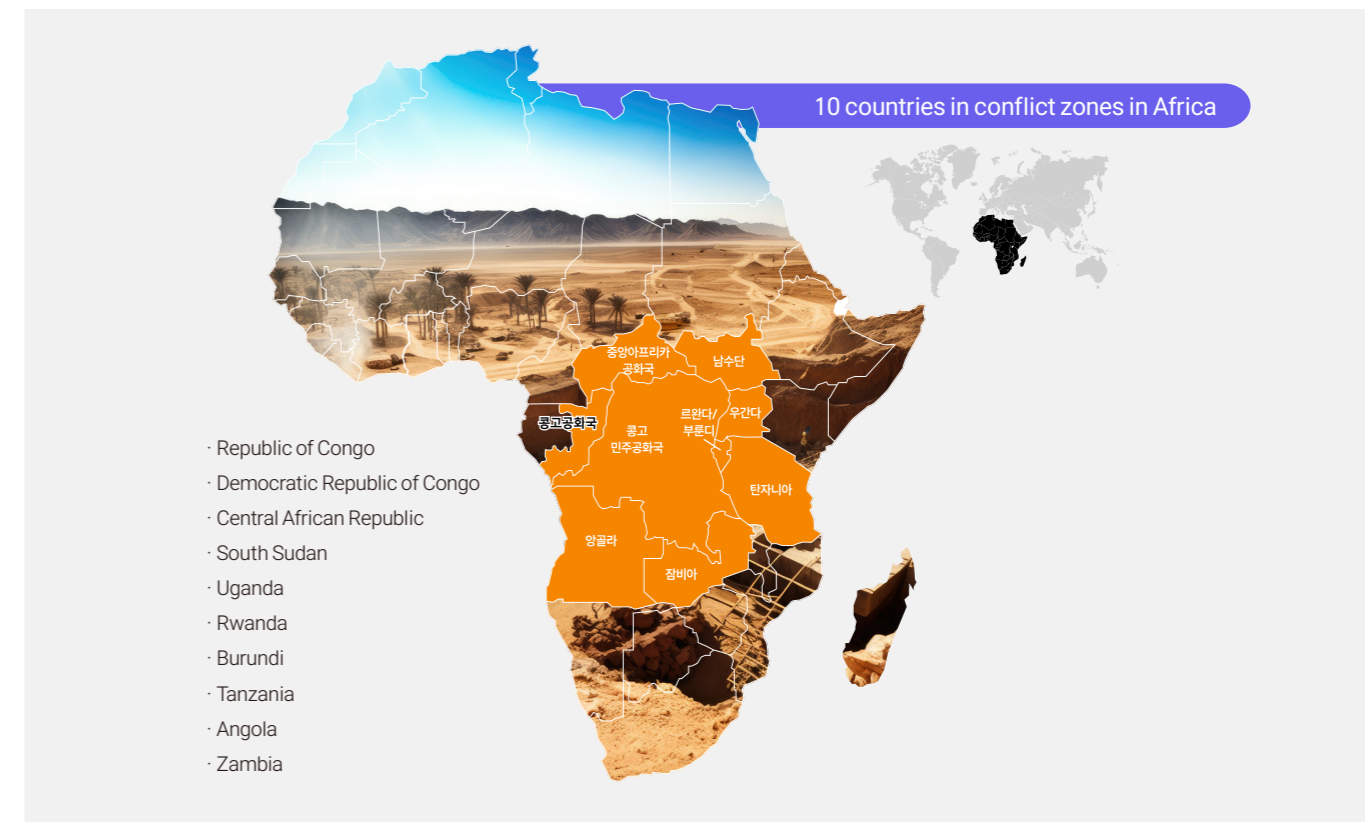 10 countries in conflict zones in Africa
중앙아프리카
공화국
남수단
콩고공화국
콩고
민주공화국
르완다/
부룬디
우간다
탄자니아
앙골라
잠비아
· Republic of Congo
· Democratic Republic of Congo
· Central African Republic
· South Sudan
· Uganda
· Rwanda
· Burundi
· Tanzania
· Angola
· Zambia